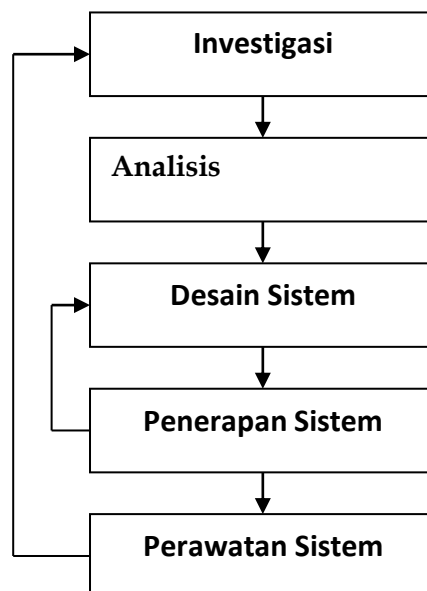 Investigasi
Analisis
Desain Sistem
Penerapan Sistem
Perawatan Sistem